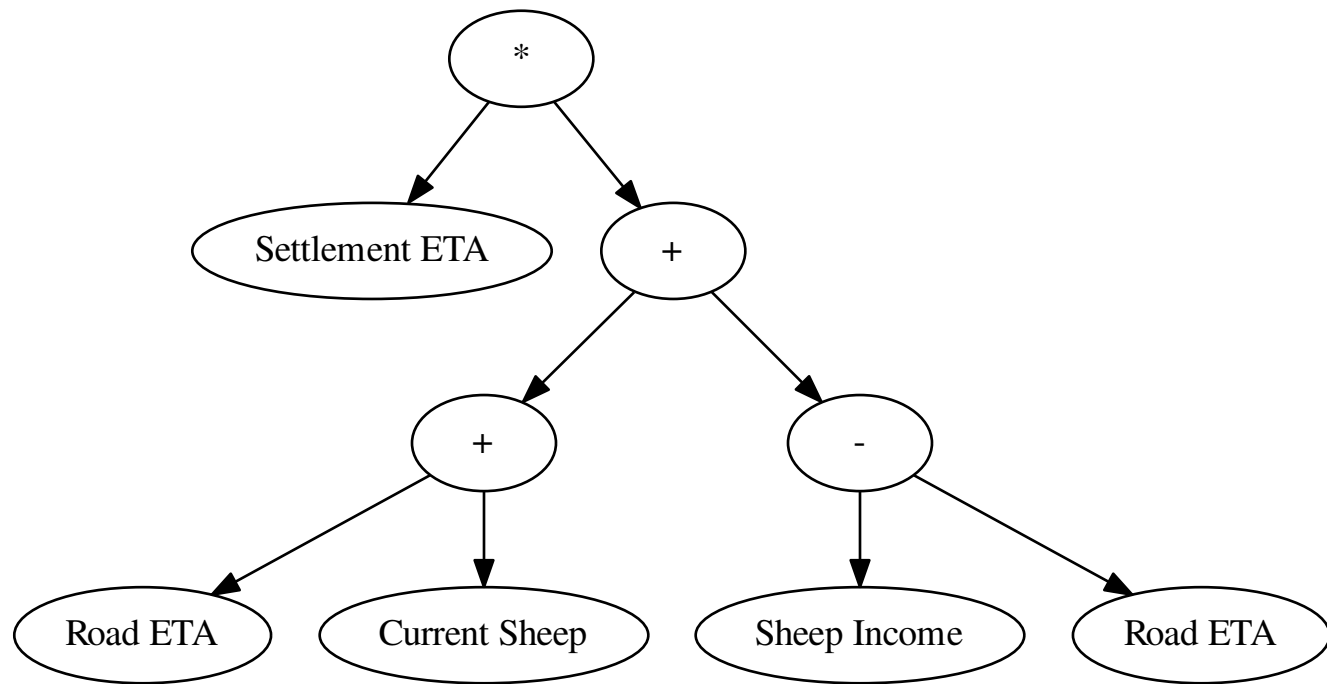 *
Settlement ETA
+
+
-
Road ETA
Current Sheep
Sheep Income
Road ETA